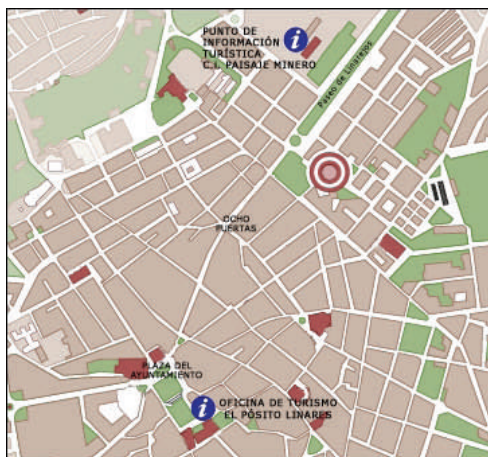 PUNTO DE
INFORMACIÓN
TURÍSTICA
C.I. PAISAJE MINERO
i
Paseo de Linarejos
OCHO
PUERTAS
PLAZA DEL
AYUNTAMIENTO
i
OFICINA DE TURISMO
EL PÓSITO LINARES